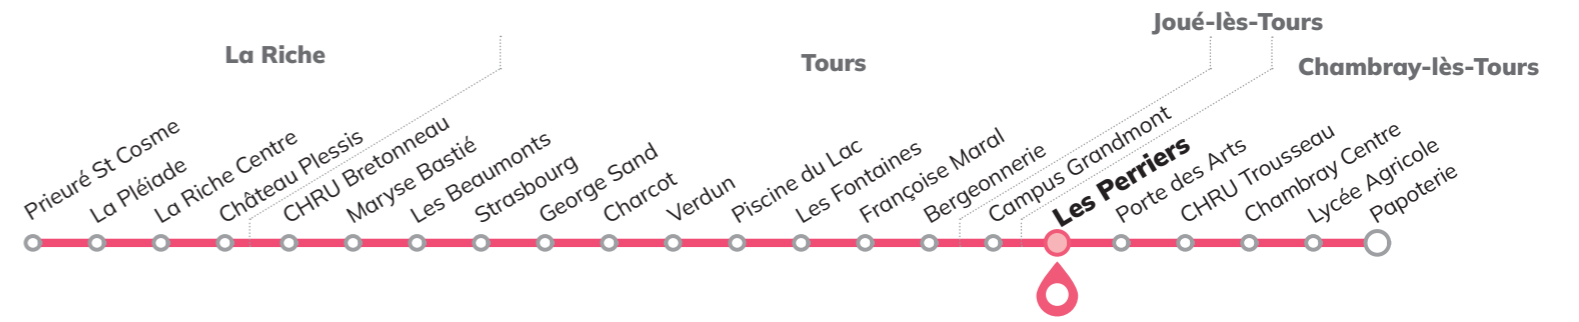 La Riche
Tours
Joué-lès-Tours
Chambray-lès-Tours
Prieuré St Cosme
La Pléiade
La Riche Centre
Château Plessis
CHRU Bretonneau
Maryse Bastié
Les Beaumonts
Strasbourg
George Sand
Charcot
Verdun
Piscine du Lac
Les Fontaines
Françoise Maral
Bergeonnerie
Campus Grandmont
Les Perriers
Porte des Arts
CHRU Trousseau
Chambray Centre
Lycée Agricole
Papoterie